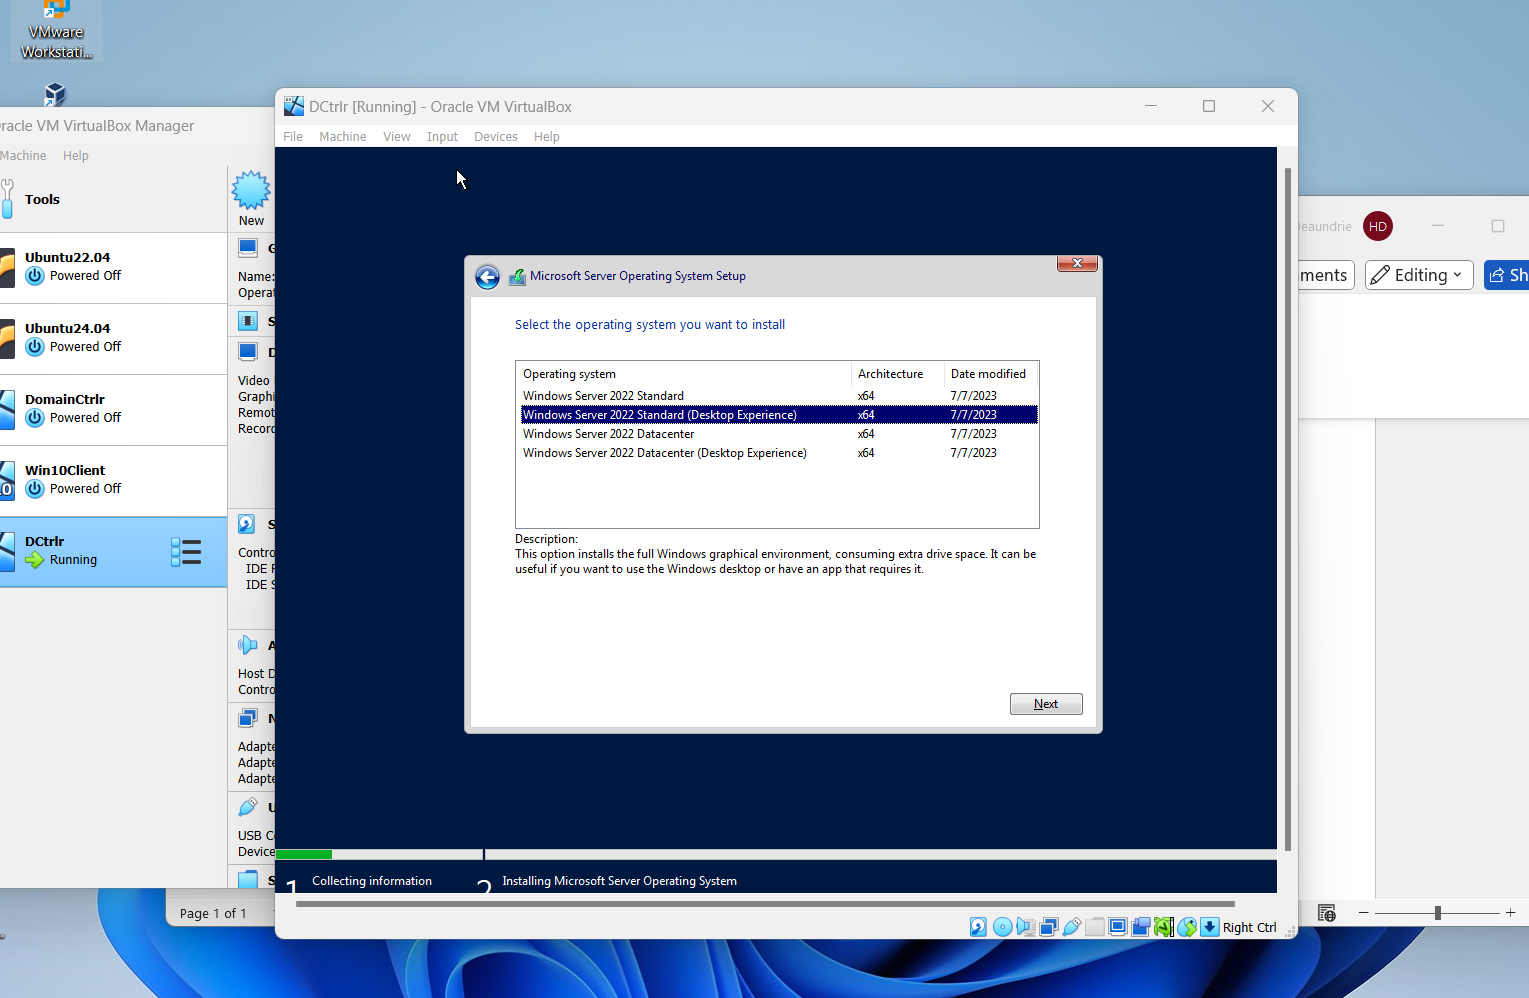 VMware
Workstati...
Oracle VM VirtualBox Manager
Machine Help
Tools
Ubuntu22.04
Powered Off
Ubuntu24.04
Powered Off
DomainCtrlr
Powered Off
Win10Client
Powered Off
DCtrlr
Running
New
Name:
Operat
Video
Graphi
Remot
Record
Contro
IDE P
IDE S
Host D
Contro
Adapte
Adapte
Adapte
USB Co
Device
DCtrlr [Running] - Oracle VM VirtualBox
File Machine View Input Devices Help
Microsoft Server Operating System Setup
Select the operating system you want to install
Operating system Architecture Date modified
Windows Server 2022 Standard x64 7/7/2023
Windows Server 2022 Standard (Desktop Experience) x64 7/7/2023
Windows Server 2022 Datacenter x64 7/7/2023
Windows Server 2022 Datacenter (Desktop Experience) x64 7/7/2023
Description:
This option installs the full Windows graphical environment, consuming extra drive space. It can be
useful if you want to use the Windows desktop or have an app that requires it.
Next
1 Collecting information 2 Installing Microsoft Server Operating System
Right Ctrl
Deaundrie HD
ments Editing Sh
Page 1 of 1